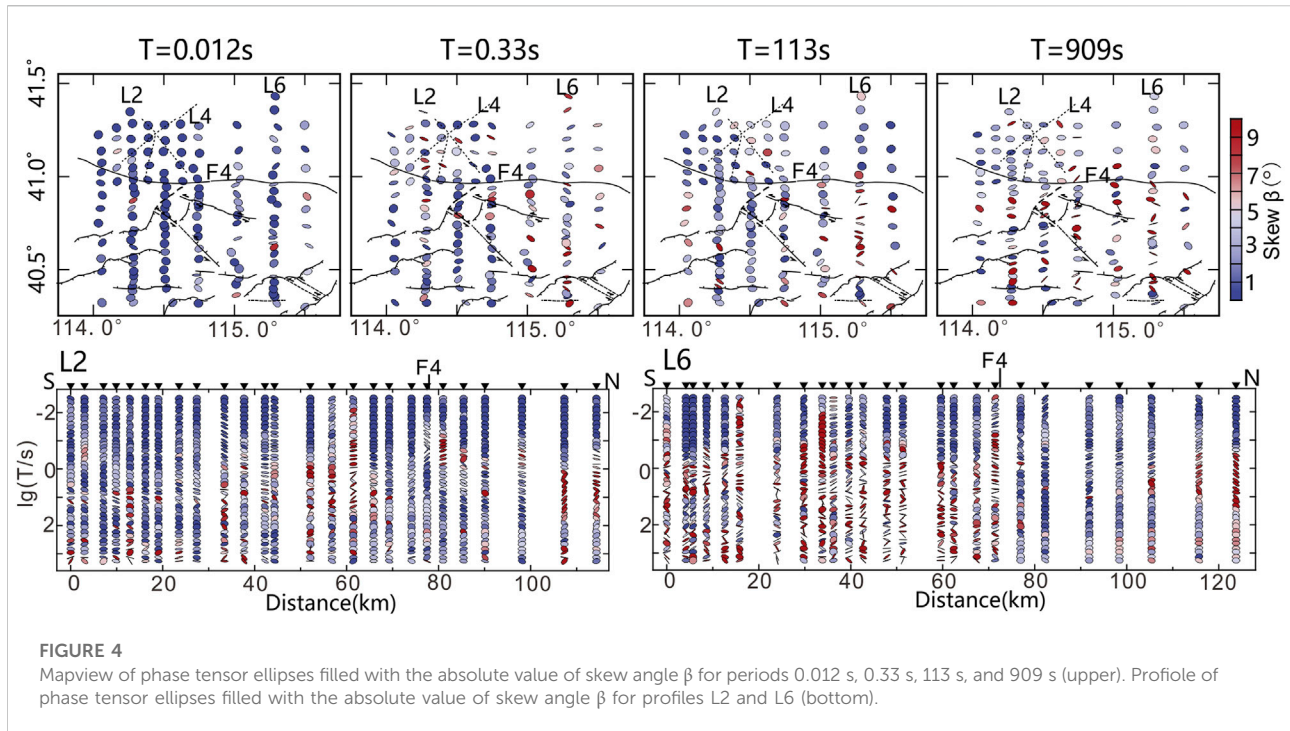 T=0.012s
T=0.33s
T=113s
T=909s
41.5°
41.0°
40.5°
L2
L4
L6
F4
L2
L4
L6
F4
L2
L4
L6
F4
L2
L4
L6
F4
114.0°
115.0°
114.0°
115.0°
114.0°
115.0°
114.0°
115.0°
9
7
5
3
1
Skew β (°)
L2
S
F4
N
lg(T/s)
-2
0
2
0
20
40
60
80
100
Distance(km)
L6
S
F4
N
-2
0
2
0
20
40
60
80
100
120
Distance(km)
FIGURE 4
Mapview of phase tensor ellipses filled with the absolute value of skew angle β for periods 0.012 s, 0.33 s, 113 s, and 909 s (upper). Profiole of
phase tensor ellipses filled with the absolute value of skew angle β for profiles L2 and L6 (bottom).